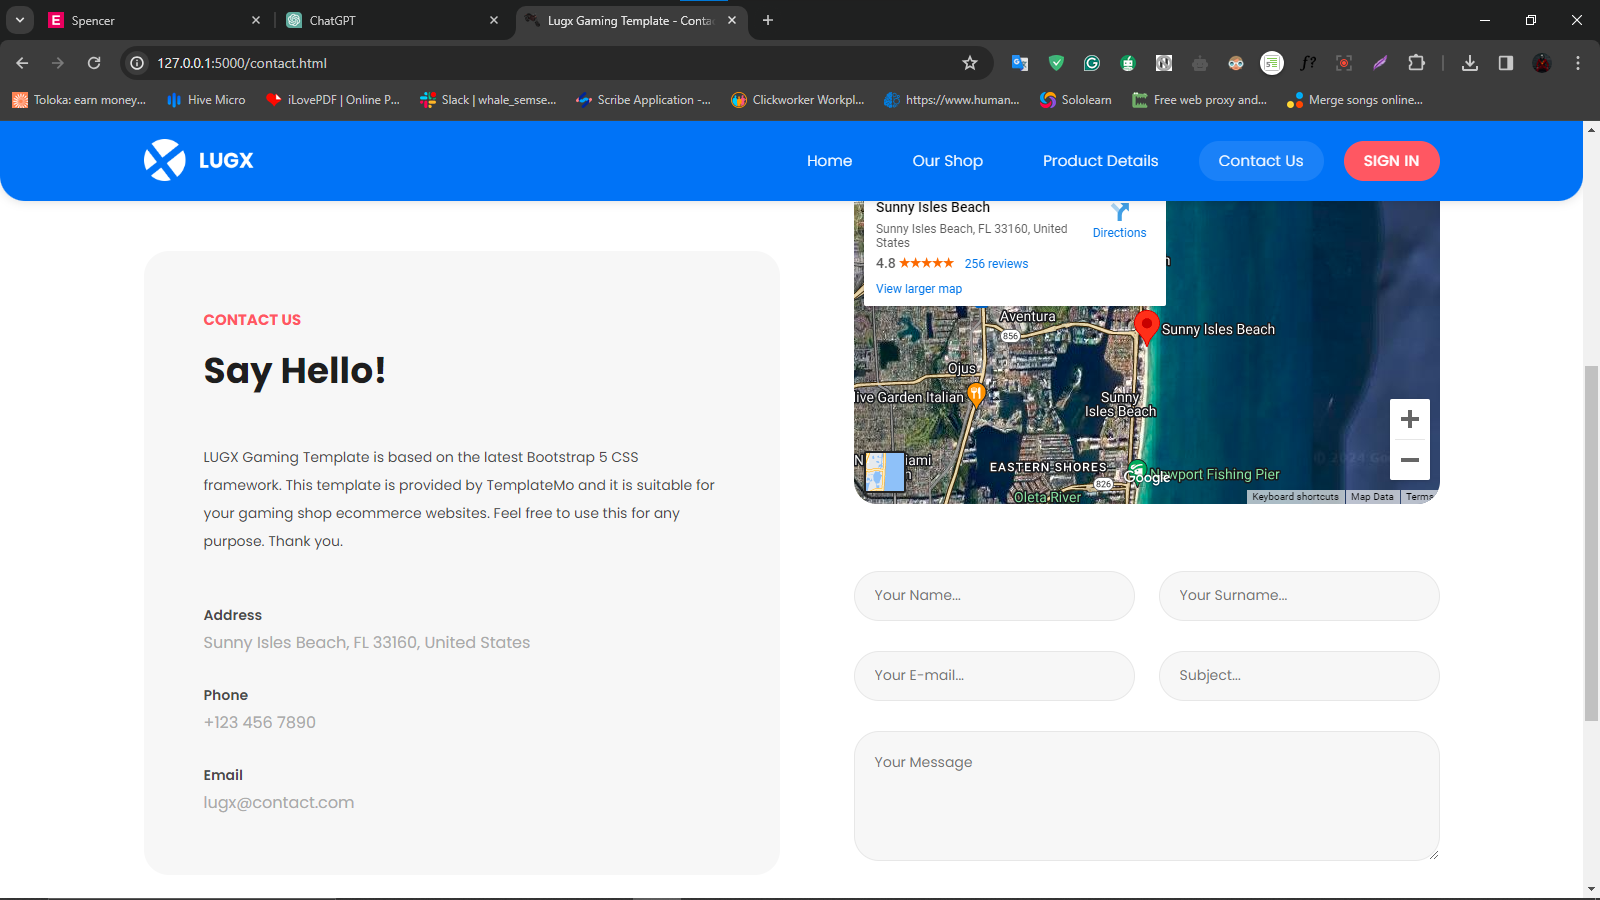 Spencer
ChatGPT
Lugx Gaming Template - Conta
127.0.0.1:5000/contact.html
Toloka: earn money...
Hive Micro
iLovePDF | Online P...
Slack | whale_semse...
Scribe Application -...
Clickworker Workpl...
https://www.human...
Sololearn
Free web proxy and...
Merge songs online...
LUGX
Home
Our Shop
Product Details
Contact Us
SIGN IN
CONTACT US
Say Hello!
LUGX Gaming Template is based on the latest Bootstrap 5 CSS
framework. This template is provided by TemplateMo and it is suitable for
your gaming shop ecommerce websites. Feel free to use this for any
purpose. Thank you.
Address
Sunny Isles Beach, FL 33160, United States
Phone
+123 456 7890
Email
lugx@contact.com
Sunny Isles Beach
Sunny Isles Beach, FL 33160, United
States
Directions
4.8
256 reviews
View larger map
Aventura
856
Sunny Isles Beach
Ojus
live Garden Italian
Sunny
Isles Beach
EASTERN SHORES
826
Google
Newport Fishing Pier
Oleta River
Keyboard shortcuts
Map Data
Terms
Your Name...
Your Surname...
Your E-mail...
Subject...
Your Message